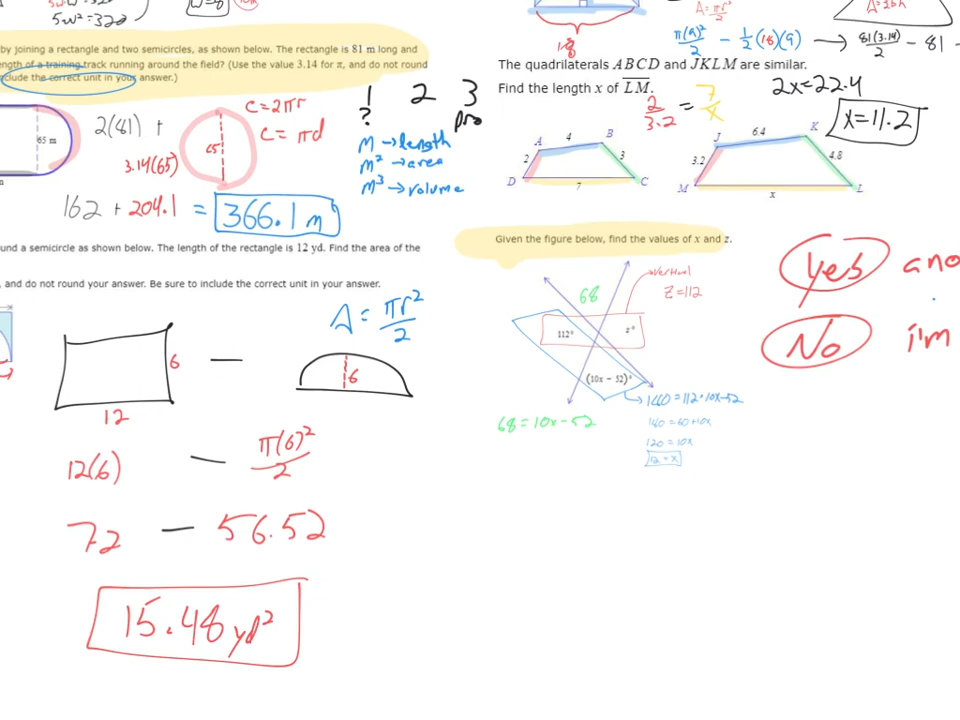 5w² = 320
w = 8
by joining a rectangle and two semicircles, as shown below. The rectangle is 81 m long and
ength of a training track running around the field? (Use the value 3.14 for π, and do not round
clude the correct unit in your answer.)
65 m
2(81) +
3.14(65)
65
C = 2πr
C = πd
162 + 204.1 = 366.1 m
1 2 3
?
m → length
m² → area
m³ → volume
und a semicircle as shown below. The length of the rectangle is 12 yd. Find the area of the
, and do not round your answer. Be sure to include the correct unit in your answer.
A = πr²
2
6
12
—
6
12(6) — π(6)²
2
72 — 56.52
15.48 yd²
18
A = πr²
2
π(9)²
2
- 1/2 (18)(9) → 81(3.14)
2
- 81
The quadrilaterals ABCD and JKLM are similar.
Find the length x of LM.
2
3.2
= 7
x
2x = 22.4
x = 11.2
A 4 B
2 3
D 7 C
J 6.4 K
3.2 4.8
M x L
Given the figure below, find the values of x and z.
68
vertical
z = 112
112°
z°
(10x − 52)°
68 = 10x − 52
120 = 10x
12 = x
Yes
No i'm